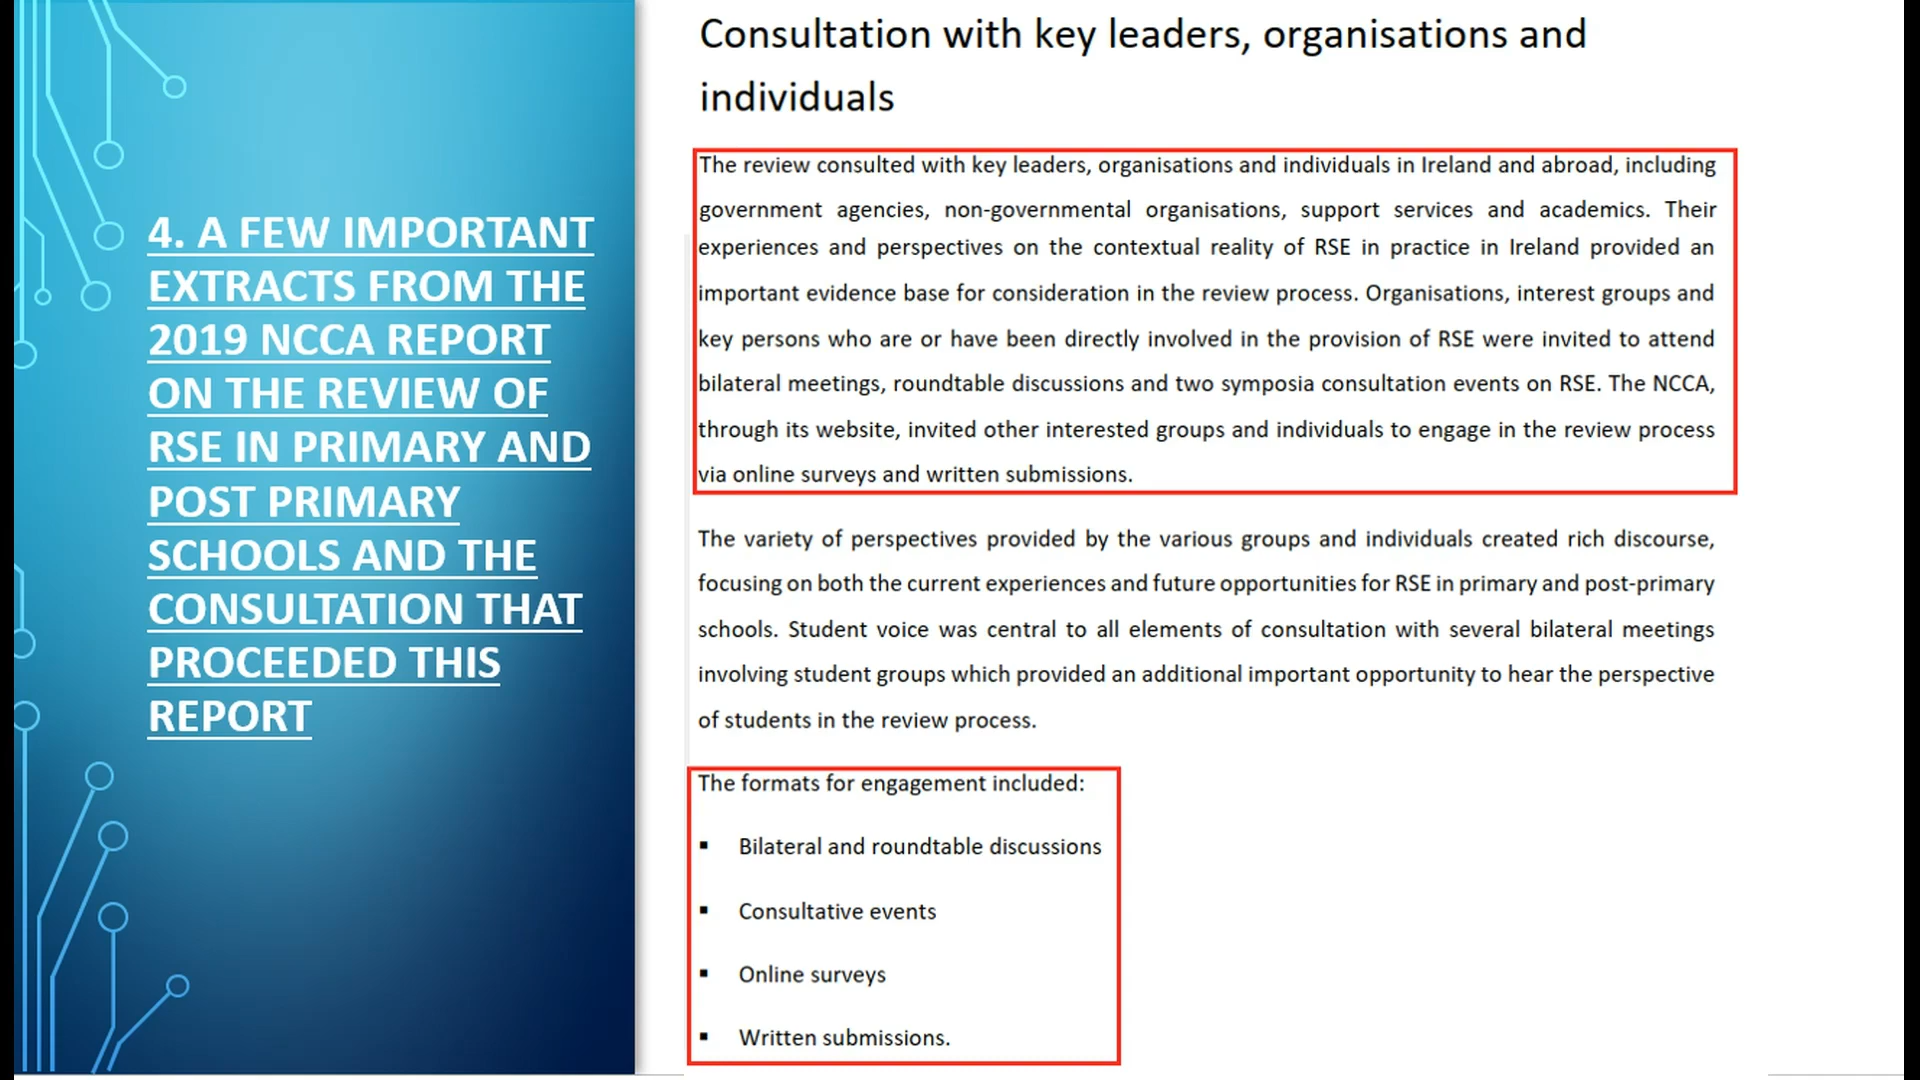 4. A FEW IMPORTANT
EXTRACTS FROM THE
2019 NCCA REPORT
ON THE REVIEW OF
RSE IN PRIMARY AND
POST PRIMARY
SCHOOLS AND THE
CONSULTATION THAT
PROCEEDED THIS
REPORT
Consultation with key leaders, organisations and
individuals
The review consulted with key leaders, organisations and individuals in Ireland and abroad, including
government agencies, non-governmental organisations, support services and academics. Their
experiences and perspectives on the contextual reality of RSE in practice in Ireland provided an
important evidence base for consideration in the review process. Organisations, interest groups and
key persons who are or have been directly involved in the provision of RSE were invited to attend
bilateral meetings, roundtable discussions and two symposia consultation events on RSE. The NCCA,
through its website, invited other interested groups and individuals to engage in the review process
via online surveys and written submissions.
The variety of perspectives provided by the various groups and individuals created rich discourse,
focusing on both the current experiences and future opportunities for RSE in primary and post-primary
schools. Student voice was central to all elements of consultation with several bilateral meetings
involving student groups which provided an additional important opportunity to hear the perspective
of students in the review process.
The formats for engagement included:
▪ Bilateral and roundtable discussions
▪ Consultative events
▪ Online surveys
▪ Written submissions.